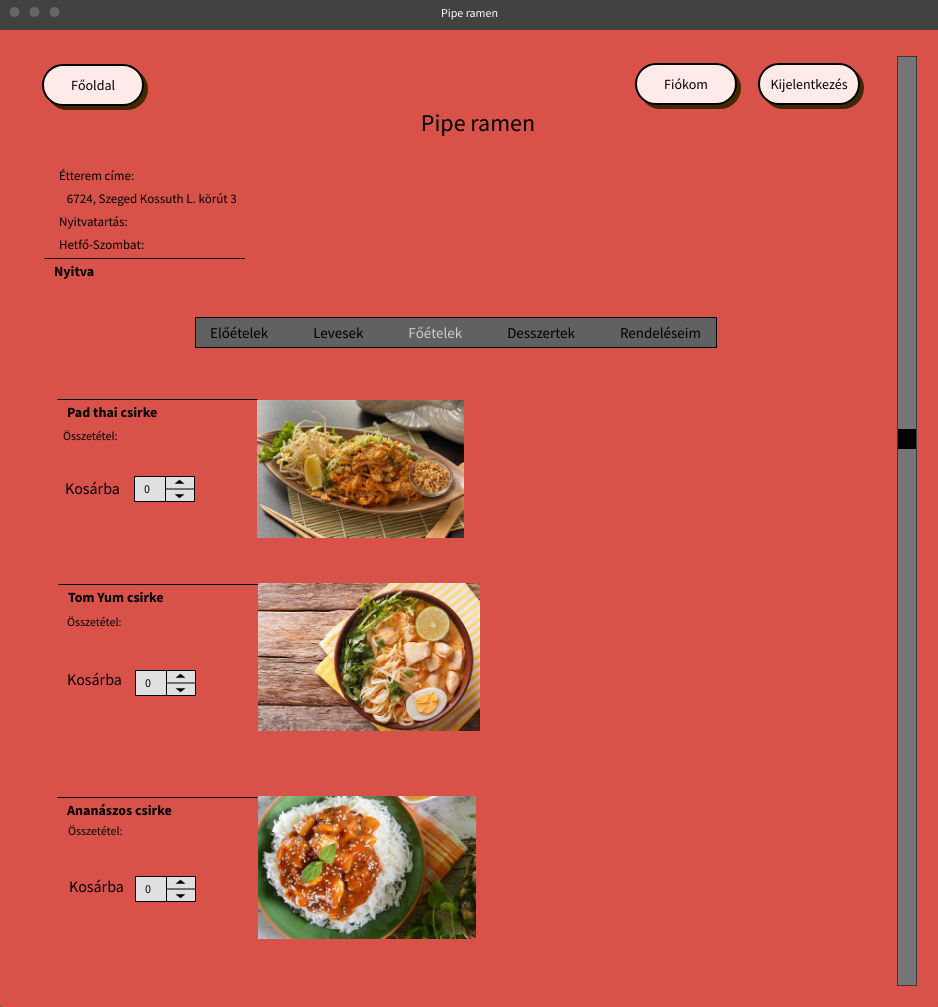 Pipe ramen
Főoldal
Fiókom
Kijelentkezés
Pipe ramen
Étterem címe:
6724, Szeged Kossuth L. körút 3
Nyitvatartás:
Hetfő-Szombat:
Nyitva
Előételek Levesek Főételek Desszertek Rendeléseim
Pad thai csirke
Összetétel:
Kosárba 0
Tom Yum csirke
Összetétel:
Kosárba 0
Ananászos csirke
Összetétel:
Kosárba 0